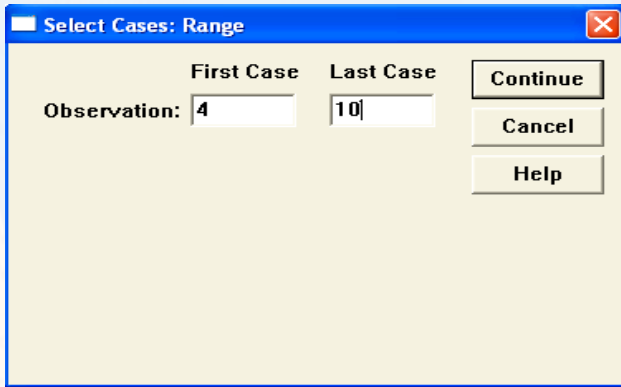 Select Cases: Range
First Case Last Case
Observation: 4 10
Continue
Cancel
Help